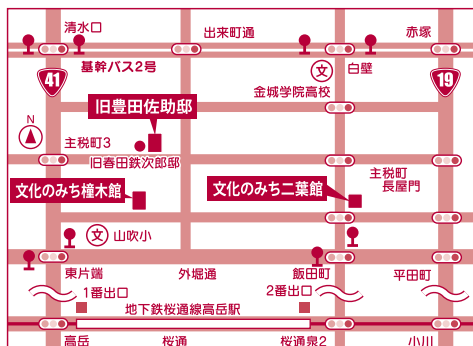 清水口
出来町通
赤塚
基幹バス2号
文
白壁
41
19
金城学院高校
旧豊田佐助邸
N
主税町3
旧春田鉄次郎邸
主税町
長屋門
文化のみち橦木館
文化のみち二葉館
文
山吹小
東片端
外堀通
飯田町
平田町
1番出口
2番出口
地下鉄桜通線高岳駅
高岳
桜通
桜通泉2
小川